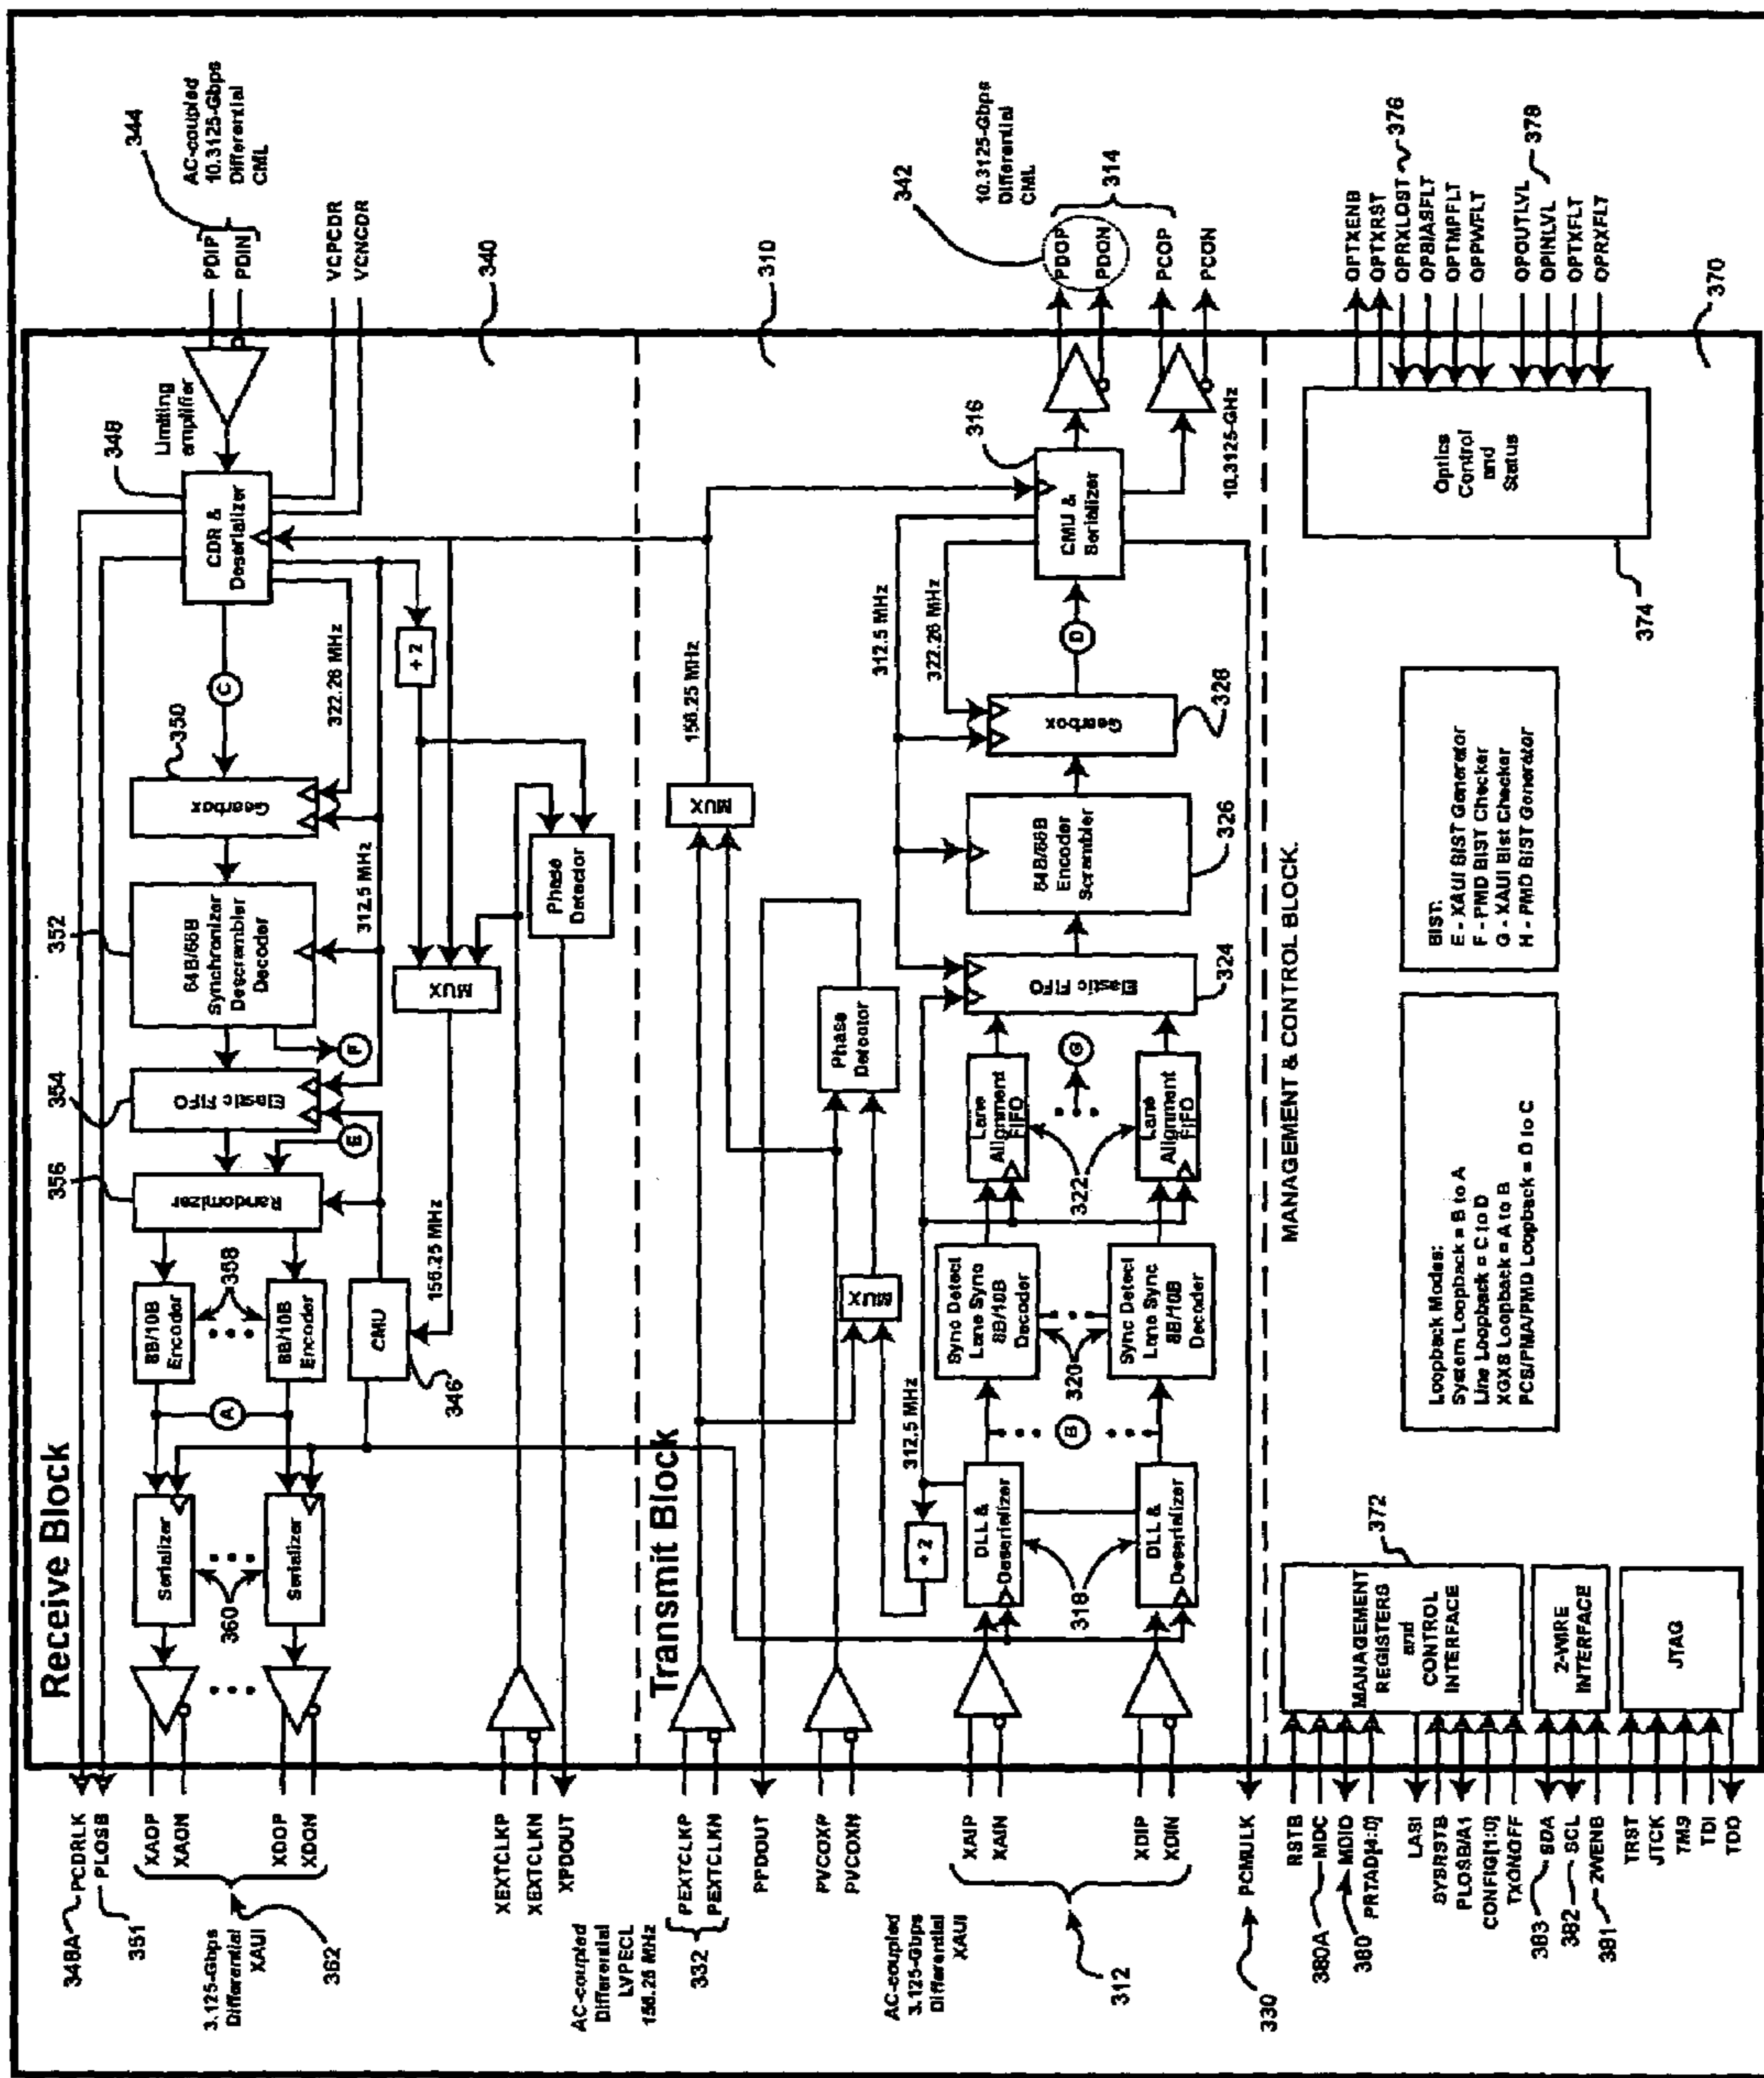 Receive Block
348A
PCDRLK
PLOSB
351
XAOP
XAON
XDOP
XDON
3.125-Gbps
Differential
XAUI
362
XEXTCLKP
XEXTCLKN
XPDOUT
Serializer
360
Serializer
A
8B/10B
Encoder
358
8B/10B
Encoder
CMU
346
156.25 MHz
356
Randomizer
E
354
Elastic FIFO
F
352
64B/66B
Synchronizer
Descrambler
Decoder
312.5 MHz
350
Gearbox
322.26 MHz
C
MUX
Phase
Detector
÷ 2
348
CDR &
Deserializer
Limiting
amplifier
344
AC-coupled
10.3125-Gbps
Differential
CML
PDIP
PDIN
VCPCDR
VCNCDR
340
Transmit Block
AC-coupled
Differential
LVPECL
156.25 MHz
PEXTCLKP
PEXTCLKN
332
PFDOUT
PVCOXP
PVCOXN
AC-coupled
3.125-Gbps
Differential
XAUI
XAIP
XAIN
XDIP
XDIN
312
PCMULK
330
÷ 2
312.5 MHz
DLL &
Deserializer
318
DLL &
Deserializer
B
MUX
Sync Detect
Lane Sync
8B/10B
Decoder
320
Sync Detect
Lane Sync
8B/10B
Decoder
Lane
Alignment
FIFO
322
G
Lane
Alignment
FIFO
Phase
Detector
Elastic FIFO
324
MUX
156.25 MHz
64B/66B
Encoder
Scrambler
326
Gearbox
328
312.5 MHz
322.26 MHz
D
316
CMU &
Serializer
10.3125-GHz
310
342
10.3125-Gbps
Differential
CML
PDOP
PDON
PCOP
PCON
314
MANAGEMENT & CONTROL BLOCK.
RSTB
380A
MDC
380
MDIO
PRTAD[4:0]
LASI
SYSRSTB
PLOSB/A1
CONFIG[1:0]
TXONOFF
383
SDA
382
SCL
381
2WENB
TRST
JTCK
TMS
TDI
TDO
372
MANAGEMENT
REGISTERS
and
CONTROL
INTERFACE
2-WIRE
INTERFACE
JTAG
Loopback Modes:
System Loopback = B to A
Line Loopback = C to D
XGXS Loopback = A to B
PCS/PMA/PMD Loopback = D to C
BIST:
E - XAUI BIST Generator
F - PMD BIST Checker
G - XAUI Bist Checker
H - PMD BIST Generator
Optics
Control
and
Status
374
OPTXENB
OPTXRST
OPRXLOST
376
OPBIASFLT
OPTMPFLT
OPPWFLT
OPOUTLVL
OPINLVL
378
OPTXFLT
OPRXFLT
370